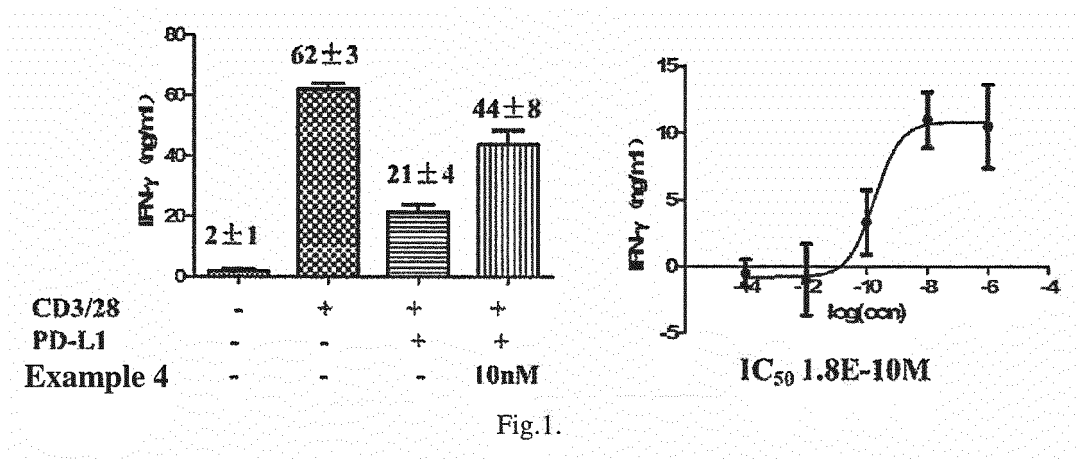 80
60
40
20
0
IFN-γ (ng/ml)
2±1
62±3
21±4
44±8
CD3/28 - + + +
PD-L1 - - + +
Example 4 - - - 10nM
15
10
5
0
-5
IFN-γ (ng/ml)
-14 -12 -10 -8 -6 -4
log(con)
IC₅₀ 1.8E-10M
Fig.1.